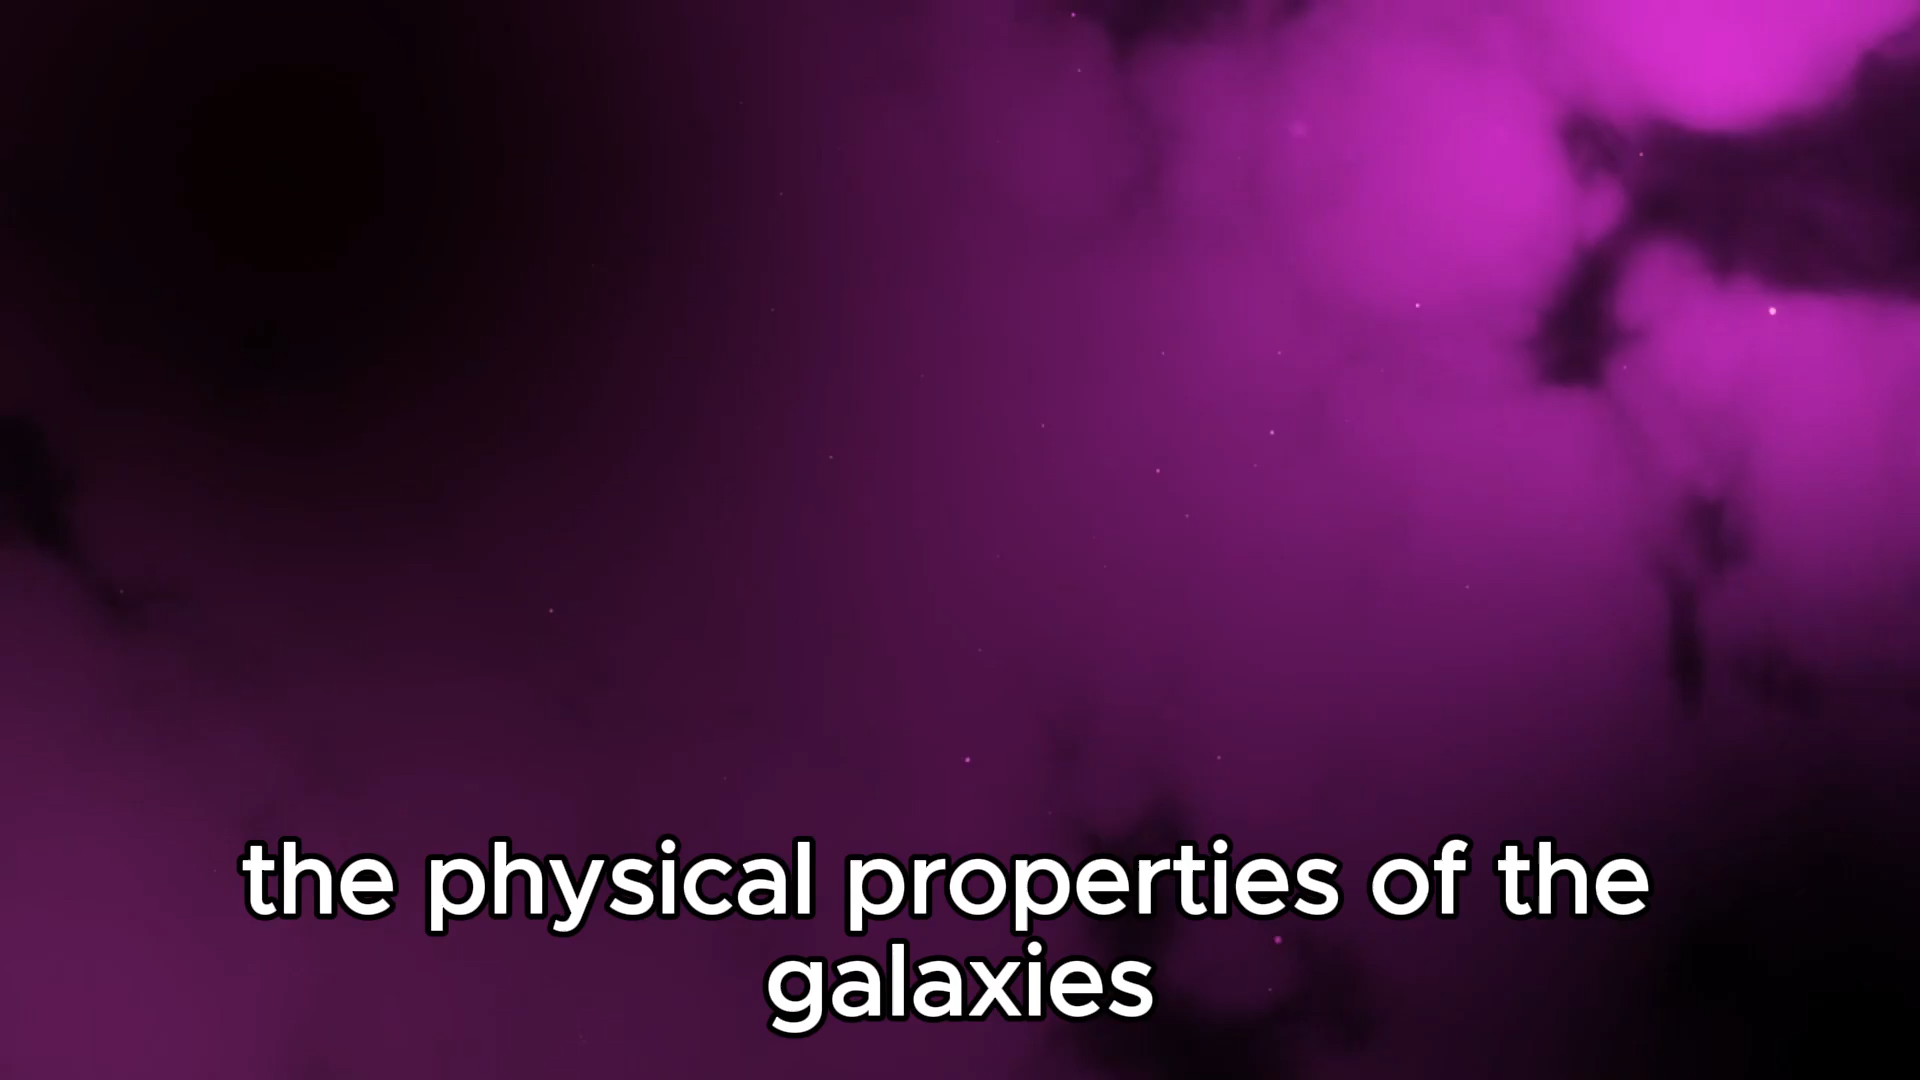 the physical properties of the
galaxies